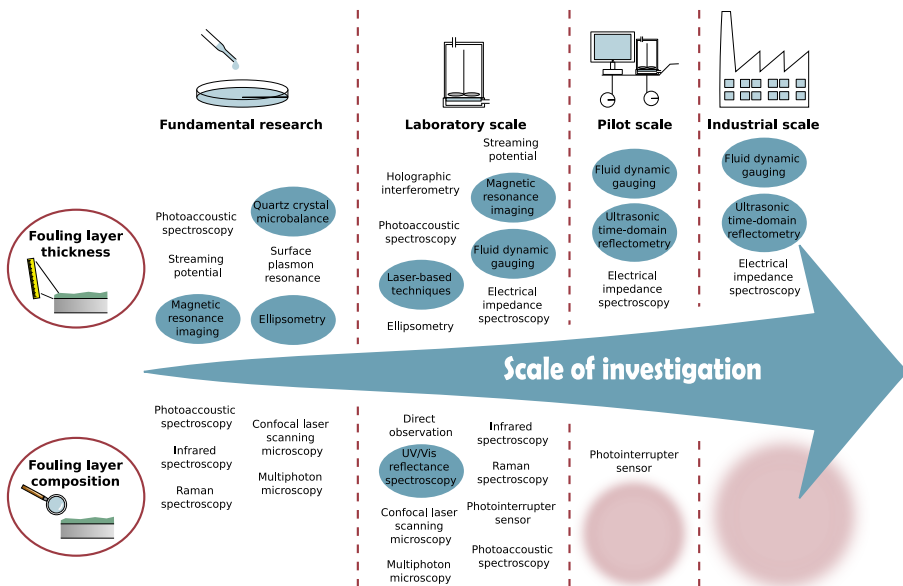 Fundamental research
Laboratory scale
Pilot scale
Industrial scale
Fouling layer
thickness
Photoaccoustic
spectroscopy
Streaming
potential
Magnetic
resonance
imaging
Quartz crystal
microbalance
Surface
plasmon
resonance
Ellipsometry
Holographic
interferometry
Photoaccoustic
spectroscopy
Laser-based
techniques
Ellipsometry
Streaming
potential
Magnetic
resonance
imaging
Fluid dynamic
gauging
Electrical
impedance
spectroscopy
Fluid dynamic
gauging
Ultrasonic
time-domain
reflectometry
Electrical
impedance
spectroscopy
Fluid dynamic
gauging
Ultrasonic
time-domain
reflectometry
Electrical
impedance
spectroscopy
Scale of investigation
Fouling layer
composition
Photoaccoustic
spectroscopy
Infrared
spectroscopy
Raman
spectroscopy
Confocal laser
scanning
microscopy
Multiphoton
microscopy
Direct
observation
UV/Vis
reflectance
spectroscopy
Confocal laser
scanning
microscopy
Multiphoton
microscopy
Infrared
spectroscopy
Raman
spectroscopy
Photointerrupter
sensor
Photoaccoustic
spectroscopy
Photointerrupter
sensor